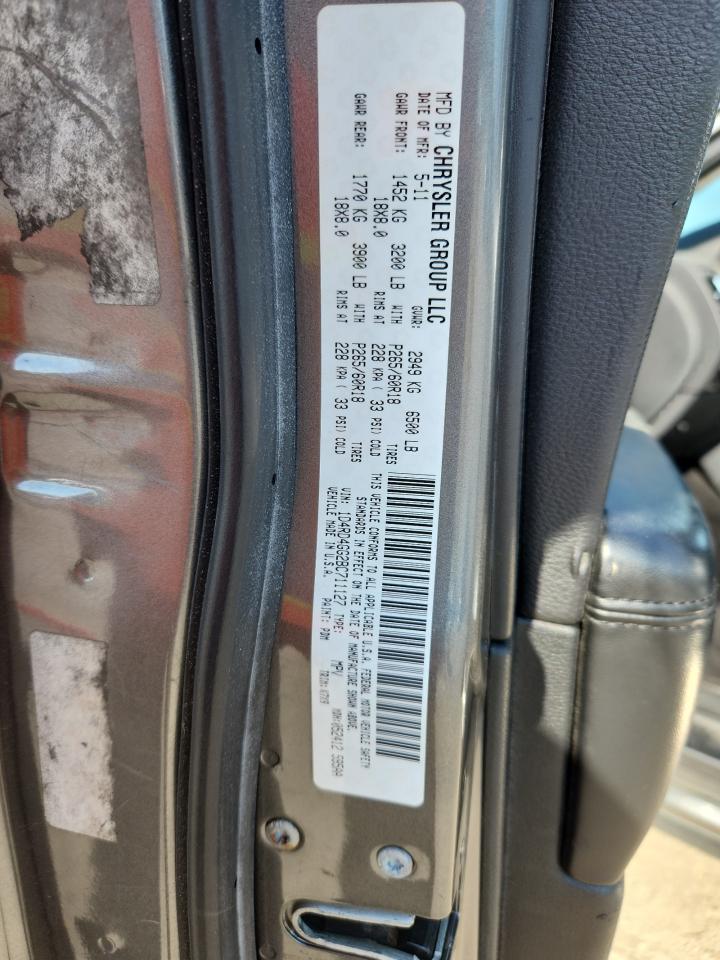 MFD BY CHRYSLER GROUP LLC
DATE OF MFR: 5-11 GVWR: 2949 KG 6500 LB
GAWR FRONT: 1452 KG 3200 LB WITH P265/60R18 TIRES
18X8.0 RIMS AT 228 KPA ( 33 PSI) COLD
GAWR REAR: 1770 KG 3900 LB WITH P265/60R18 TIRES
18X8.0 RIMS AT 228 KPA ( 33 PSI) COLD
THIS VEHICLE CONFORMS TO ALL APPLICABLE U.S.A. FEDERAL MOTOR VEHICLE SAFETY
STANDARDS IN EFFECT ON THE DATE OF MANUFACTURE SHOWN ABOVE.
VIN: 1D4RD4GG2BC711127 TYPE: MPV MDH:052412 595AA
VEHICLE MADE IN U.S.A. PAINT: PDM TRIM: